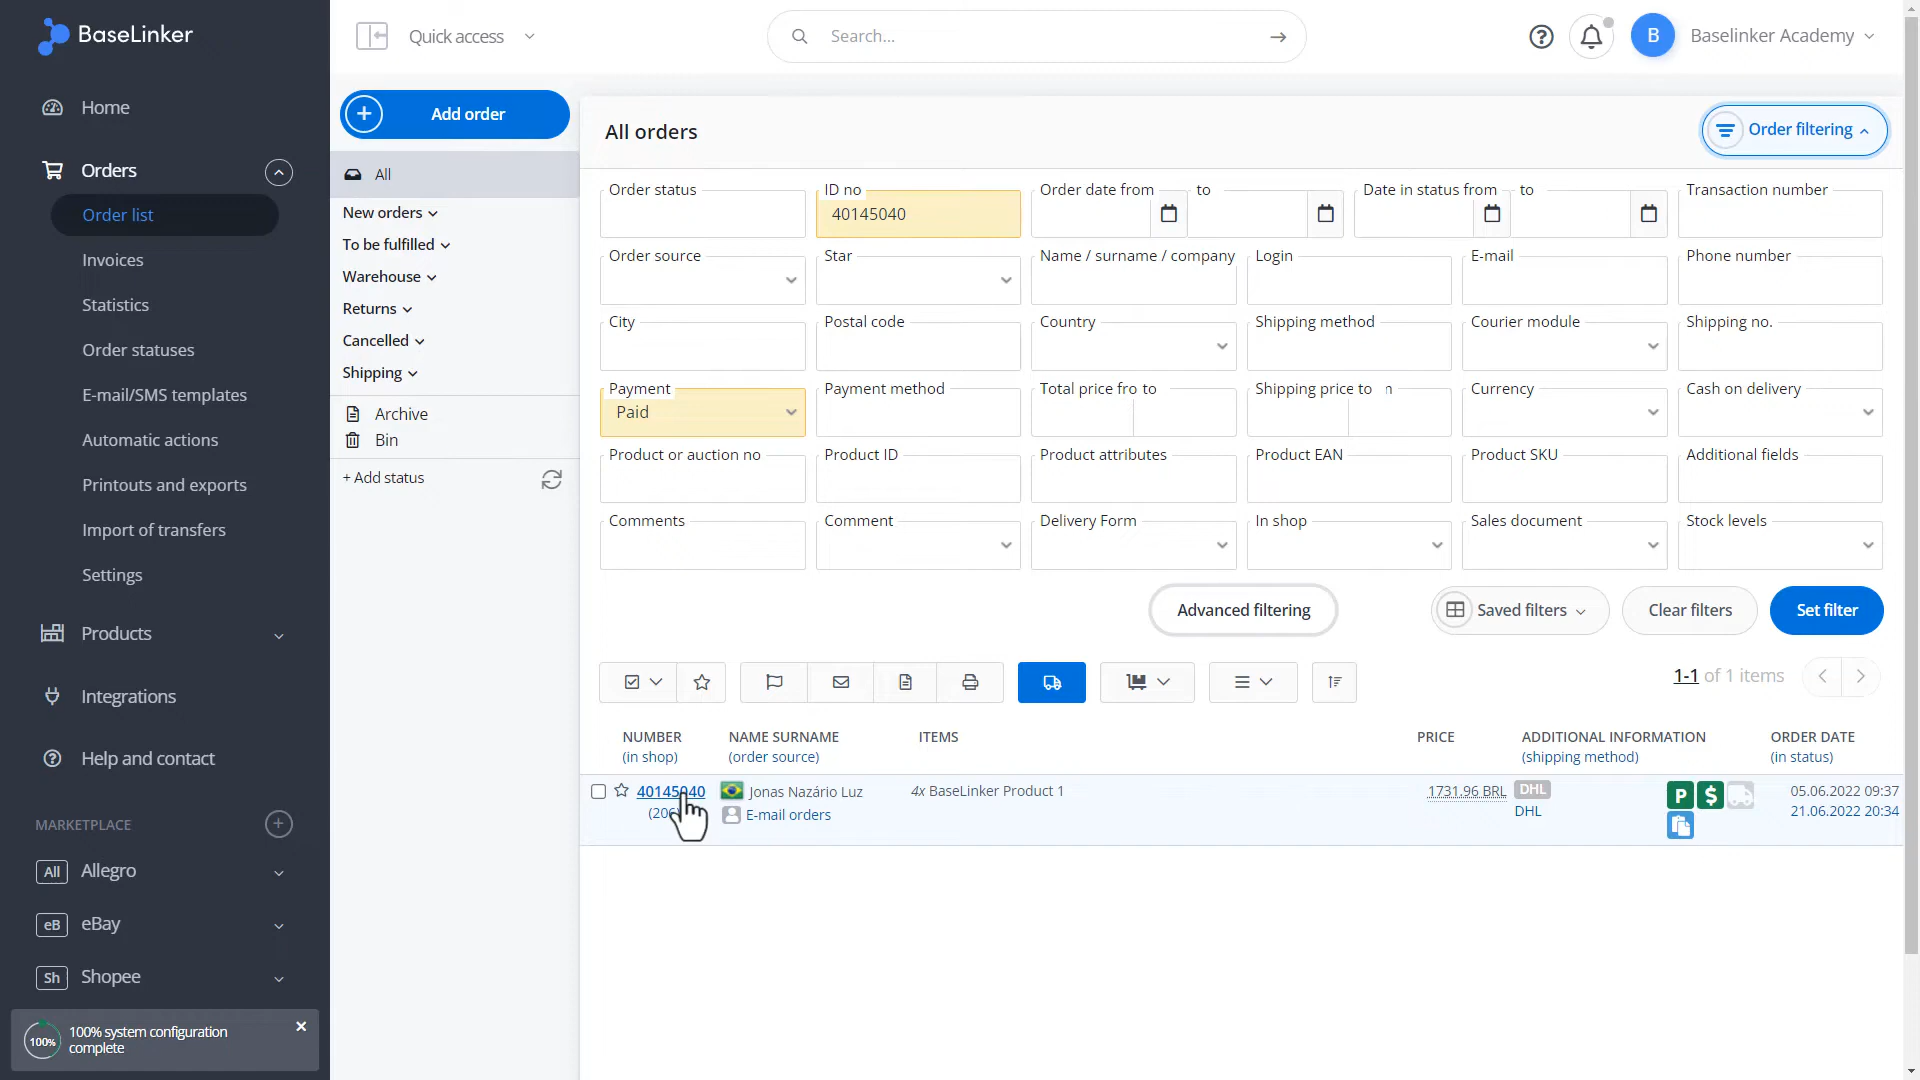 BaseLinker
Quick access
Search...
B
Baselinker Academy
Home
Orders
Order list
Invoices
Statistics
Order statuses
E-mail/SMS templates
Automatic actions
Printouts and exports
Import of transfers
Settings
Products
Integrations
Help and contact
MARKETPLACE
All Allegro
eB eBay
Sh Shopee
100%
100% system configuration
complete
Add order
All
New orders
To be fulfilled
Warehouse
Returns
Cancelled
Shipping
Archive
Bin
+ Add status
All orders
Order filtering
Order status
ID no
Order date from
to
Date in status from
to
Transaction number
40145040
Order source
Star
Name / surname / company
Login
E-mail
Phone number
City
Postal code
Country
Shipping method
Courier module
Shipping no.
Payment
Payment method
Total price fro to
Shipping price to
Currency
Cash on delivery
Paid
Product or auction no
Product ID
Product attributes
Product EAN
Product SKU
Additional fields
Comments
Comment
Delivery Form
In shop
Sales document
Stock levels
Advanced filtering
Saved filters
Clear filters
Set filter
1-1 of 1 items
NUMBER
(in shop)
NAME SURNAME
(order source)
ITEMS
PRICE
ADDITIONAL INFORMATION
(shipping method)
ORDER DATE
(in status)
40145040
Jonas Nazário Luz
E-mail orders
4x BaseLinker Product 1
1731.96 BRL
DHL
DHL
P $
05.06.2022 09:37
21.06.2022 20:34